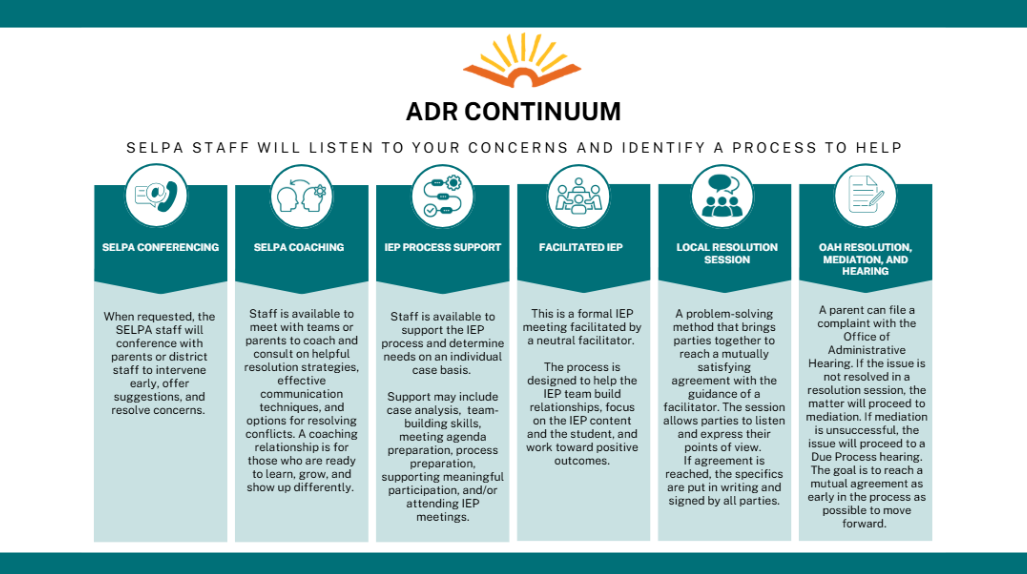 ADR CONTINUUM
SELPA STAFF WILL LISTEN TO YOUR CONCERNS AND IDENTIFY A PROCESS TO HELP
SELPA CONFERENCING
When requested, the
SELPA staff will
conference with
parents or district
staff to intervene
early, offer
suggestions, and
resolve concerns.
SELPA COACHING
Staff is available to
meet with teams or
parents to coach and
consult on helpful
resolution strategies,
effective
communication
techniques, and
options for resolving
conflicts. A coaching
relationship is for
those who are ready
to learn, grow, and
show up differently.
IEP PROCESS SUPPORT
Staff is available to
support the IEP
process and determine
needs on an individual
case basis.
Support may include
case analysis, team-
building skills,
meeting agenda
preparation, process
preparation,
supporting meaningful
participation, and/or
attending IEP
meetings.
FACILITATED IEP
This is a formal IEP
meeting facilitated by
a neutral facilitator.
The process is
designed to help the
IEP team build
relationships, focus
on the IEP content
and the student, and
work toward positive
outcomes.
LOCAL RESOLUTION
SESSION
A problem-solving
method that brings
parties together to
reach a mutually
satisfying
agreement with the
guidance of a
facilitator. The session
allows parties to listen
and express their
points of view.
If agreement is
reached, the specifics
are put in writing and
signed by all parties.
OAH RESOLUTION,
MEDIATION, AND
HEARING
A parent can file a
complaint with the
Office of
Administrative
Hearing. If the issue is
not resolved in a
resolution session, the
matter will proceed to
mediation. If mediation
is unsuccessful, the
issue will proceed to a
Due Process hearing.
The goal is to reach a
mutual agreement as
early in the process as
possible to move
forward.